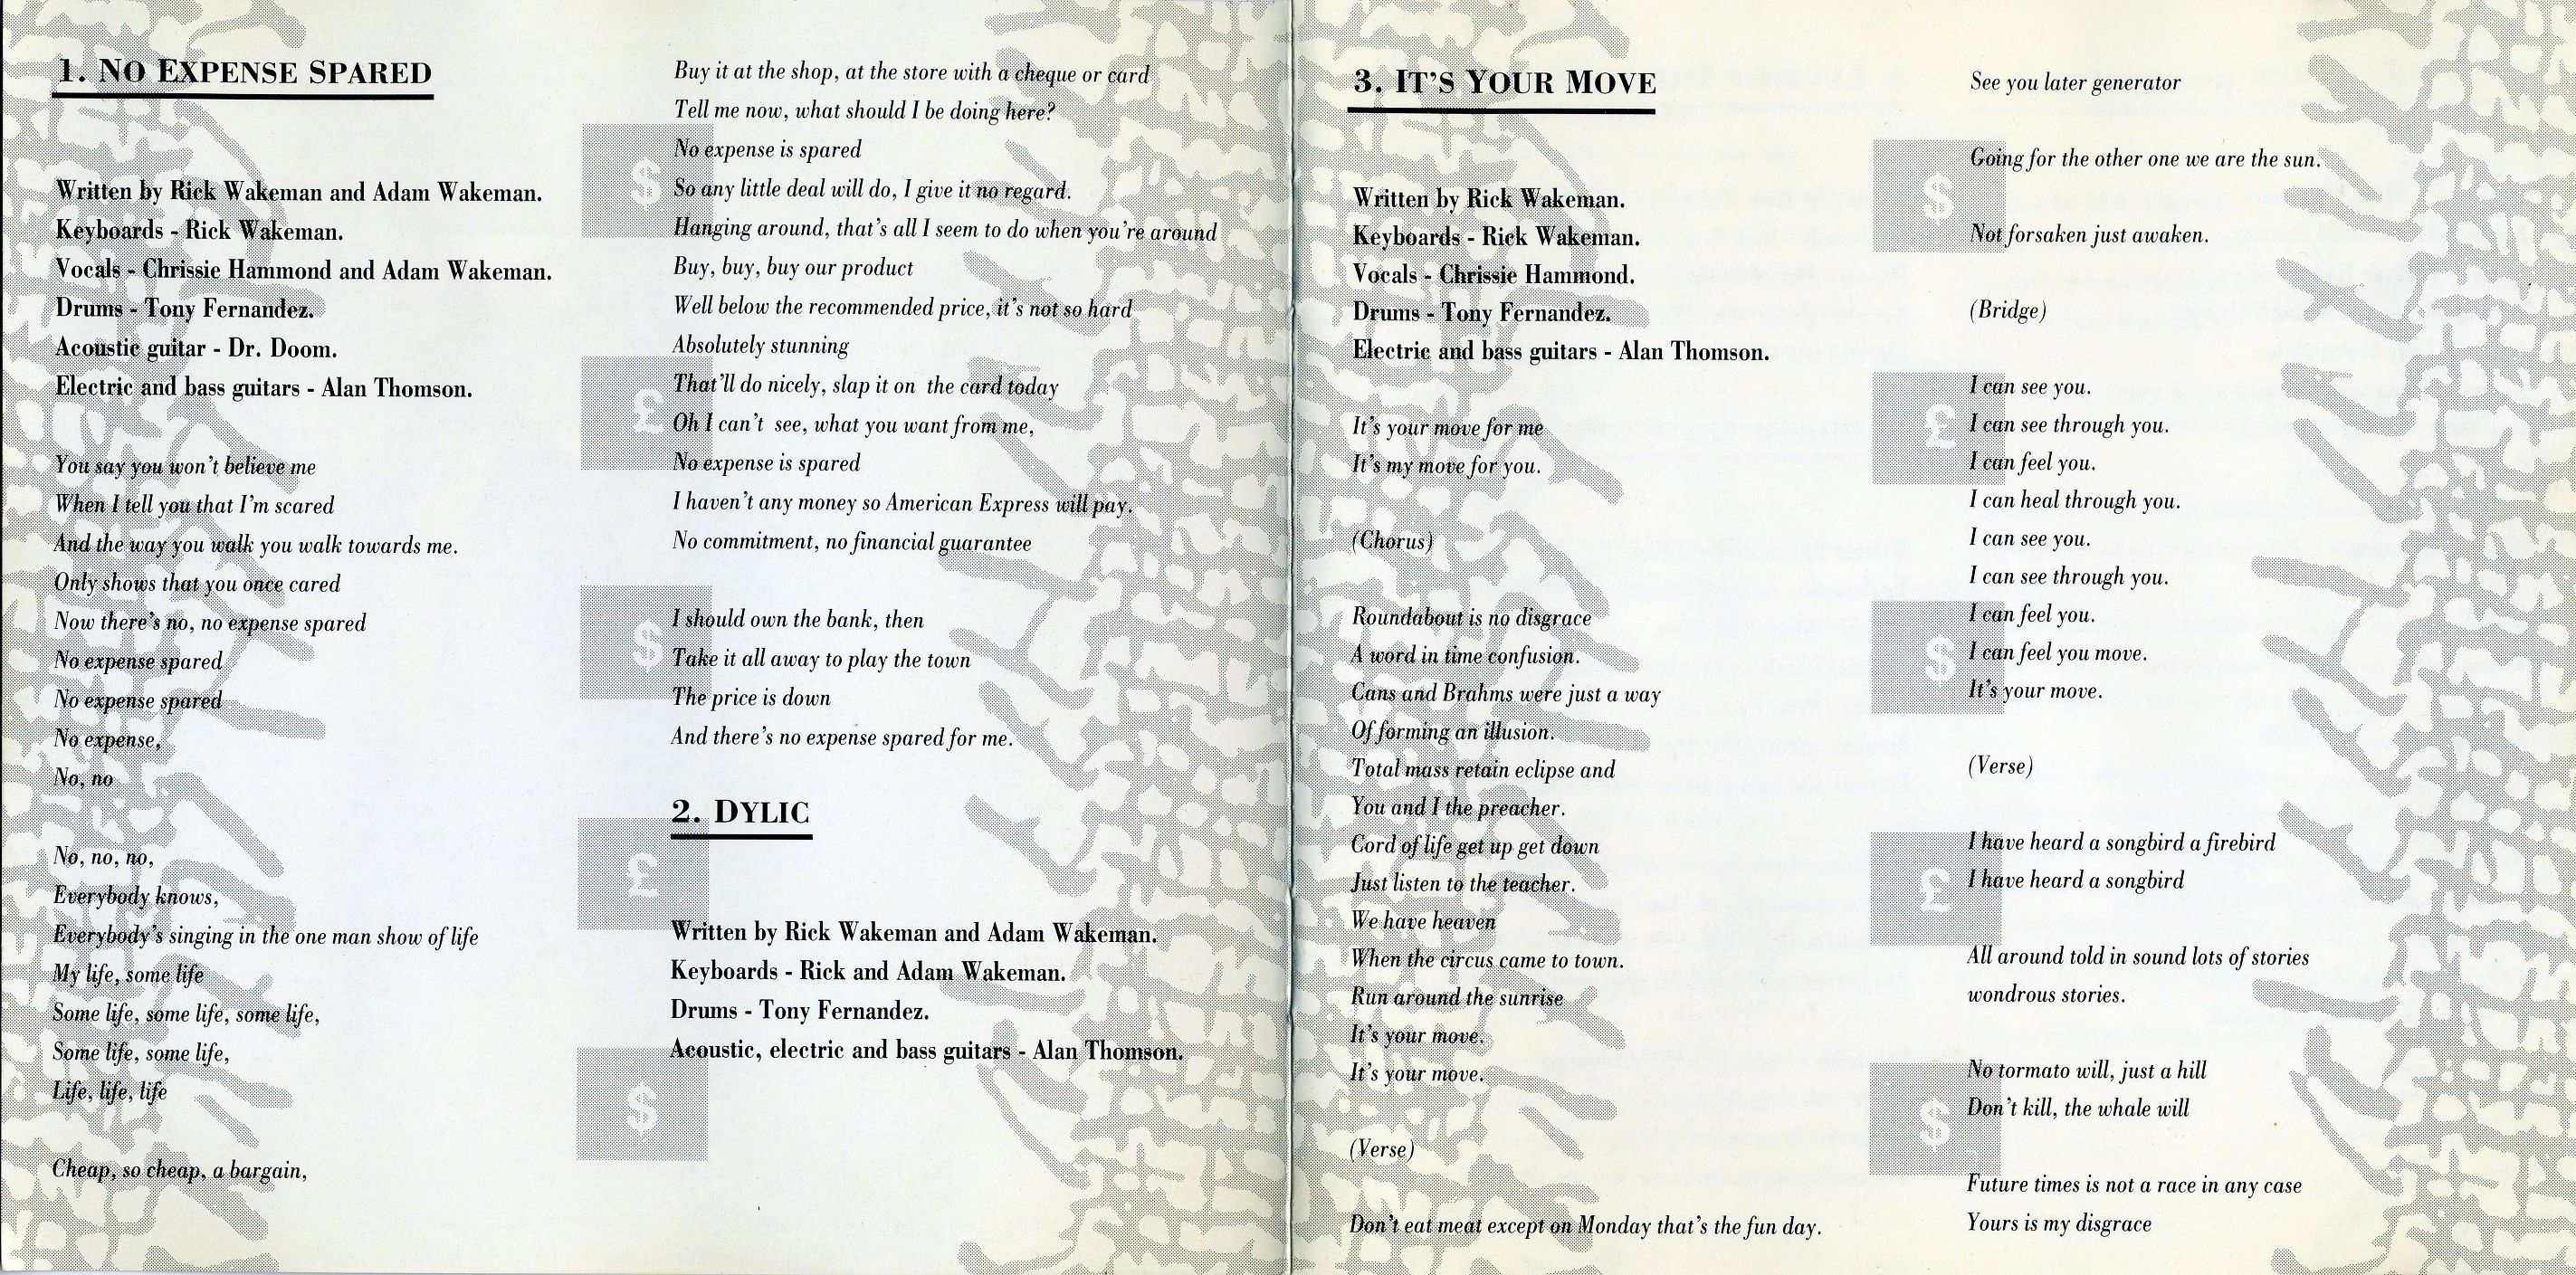 1. NO EXPENSE SPARED
Written by Rick Wakeman and Adam Wakeman.
Keyboards - Rick Wakeman.
Vocals - Chrissie Hammond and Adam Wakeman.
Drums - Tony Fernandez.
Acoustic guitar - Dr. Doom.
Electric and bass guitars - Alan Thomson.
You say you won't believe me
When I tell you that I'm scared
And the way you walk you walk towards me.
Only shows that you once cared
Now there's no, no expense spared
No expense spared
No expense spared
No expense,
No, no
No, no, no,
Everybody knows,
Everybody's singing in the one man show of life
My life, some life
Some life, some life, some life,
Some life, some life,
Life, life, life
Cheap, so cheap, a bargain,
Buy it at the shop, at the store with a cheque or card
Tell me now, what should I be doing here?
No expense is spared
So any little deal will do, I give it no regard.
Hanging around, that's all I seem to do when you're around
Buy, buy, buy our product
Well below the recommended price, it's not so hard
Absolutely stunning
That'll do nicely, slap it on the card today
Oh I can't see, what you want from me,
No expense is spared
I haven't any money so American Express will pay.
No commitment, no financial guarantee
I should own the bank, then
Take it all away to play the town
The price is down
And there's no expense spared for me.
2. DYLIC
Written by Rick Wakeman and Adam Wakeman.
Keyboards - Rick and Adam Wakeman.
Drums - Tony Fernandez.
Acoustic, electric and bass guitars - Alan Thomson.
$
£
$
£
$
3. IT'S YOUR MOVE
Written by Rick Wakeman.
Keyboards - Rick Wakeman.
Vocals - Chrissie Hammond.
Drums - Tony Fernandez.
Electric and bass guitars - Alan Thomson.
It's your move for me
It's my move for you.
(Chorus)
Roundabout is no disgrace
A word in time confusion.
Cans and Brahms were just a way
Of forming an illusion.
Total mass retain eclipse and
You and I the preacher.
Cord of life get up get down
Just listen to the teacher.
We have heaven
When the circus came to town.
Run around the sunrise
It's your move.
It's your move.
(Verse)
Don't eat meat except on Monday that's the fun day.
See you later generator
Going for the other one we are the sun.
Not forsaken just awaken.
(Bridge)
I can see you.
I can see through you.
I can feel you.
I can heal through you.
I can see you.
I can see through you.
I can feel you.
I can feel you move.
It's your move.
(Verse)
I have heard a songbird a firebird
I have heard a songbird
All around told in sound lots of stories
wondrous stories.
No tormato will, just a hill
Don't kill, the whale will
Future times is not a race in any case
Yours is my disgrace
$
£
$
£
$